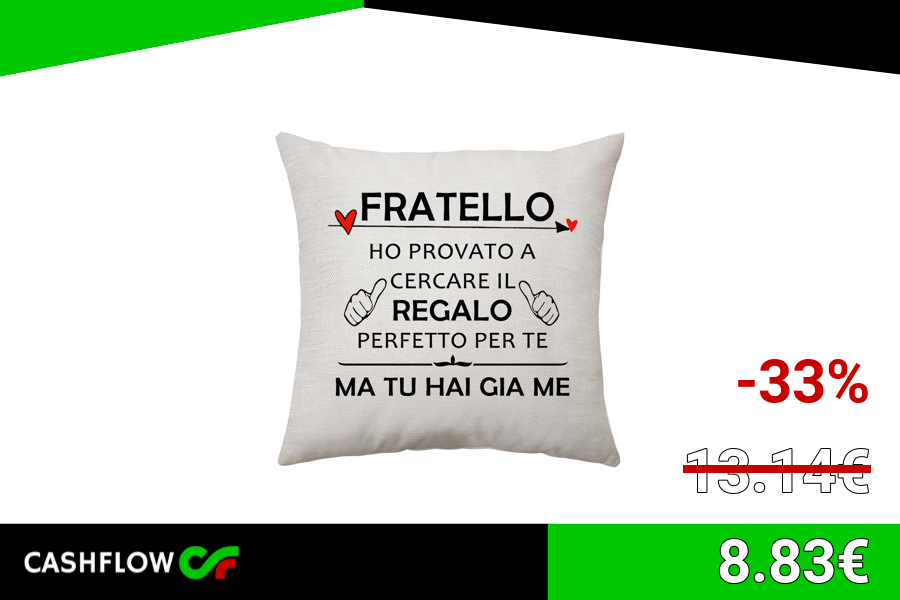 FRATELLO
HO PROVATO A
CERCARE IL
REGALO
PERFETTO PER TE
MA TU HAI GIA ME
-33%
13.14€
CASHFLOW
8.83€